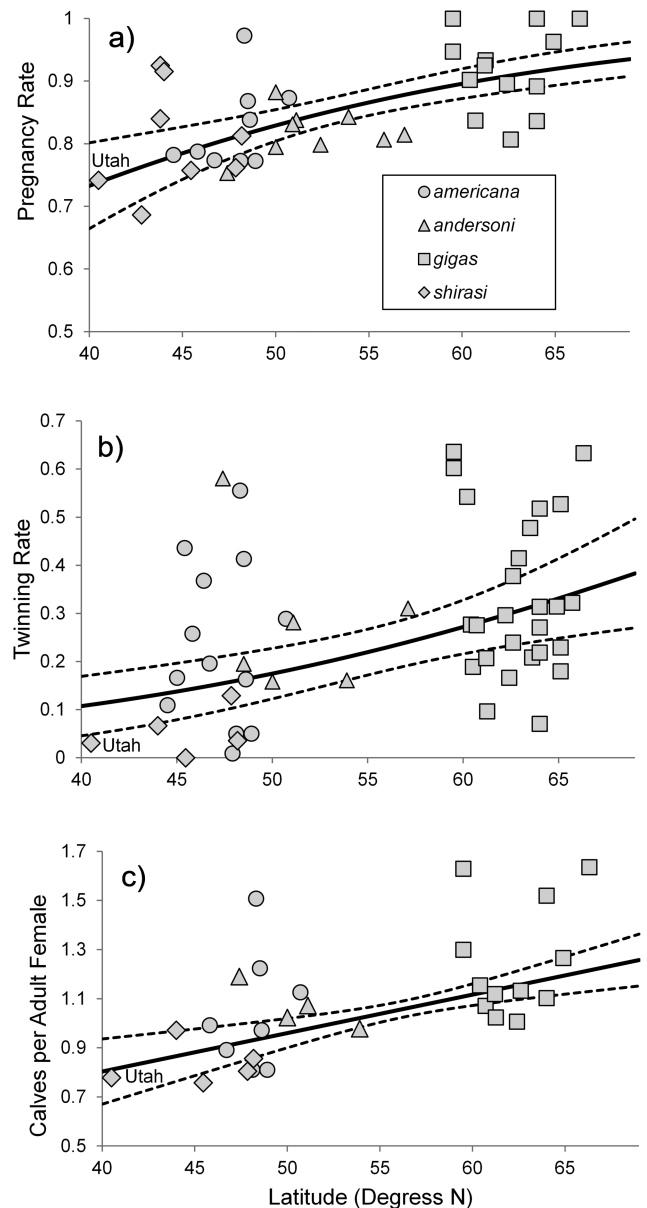 a)
1
0.9
0.8
0.7
0.6
0.5
Pregnancy Rate
Utah
americana
andersoni
gigas
shirasi
40 45 50 55 60 65
b)
0.7
0.6
0.5
0.4
0.3
0.2
0.1
0
Twinning Rate
Utah
40 45 50 55 60 65
c)
1.7
1.5
1.3
1.1
0.9
0.7
0.5
Calves per Adult Female
Utah
40 45 50 55 60 65
Latitude (Degress N)